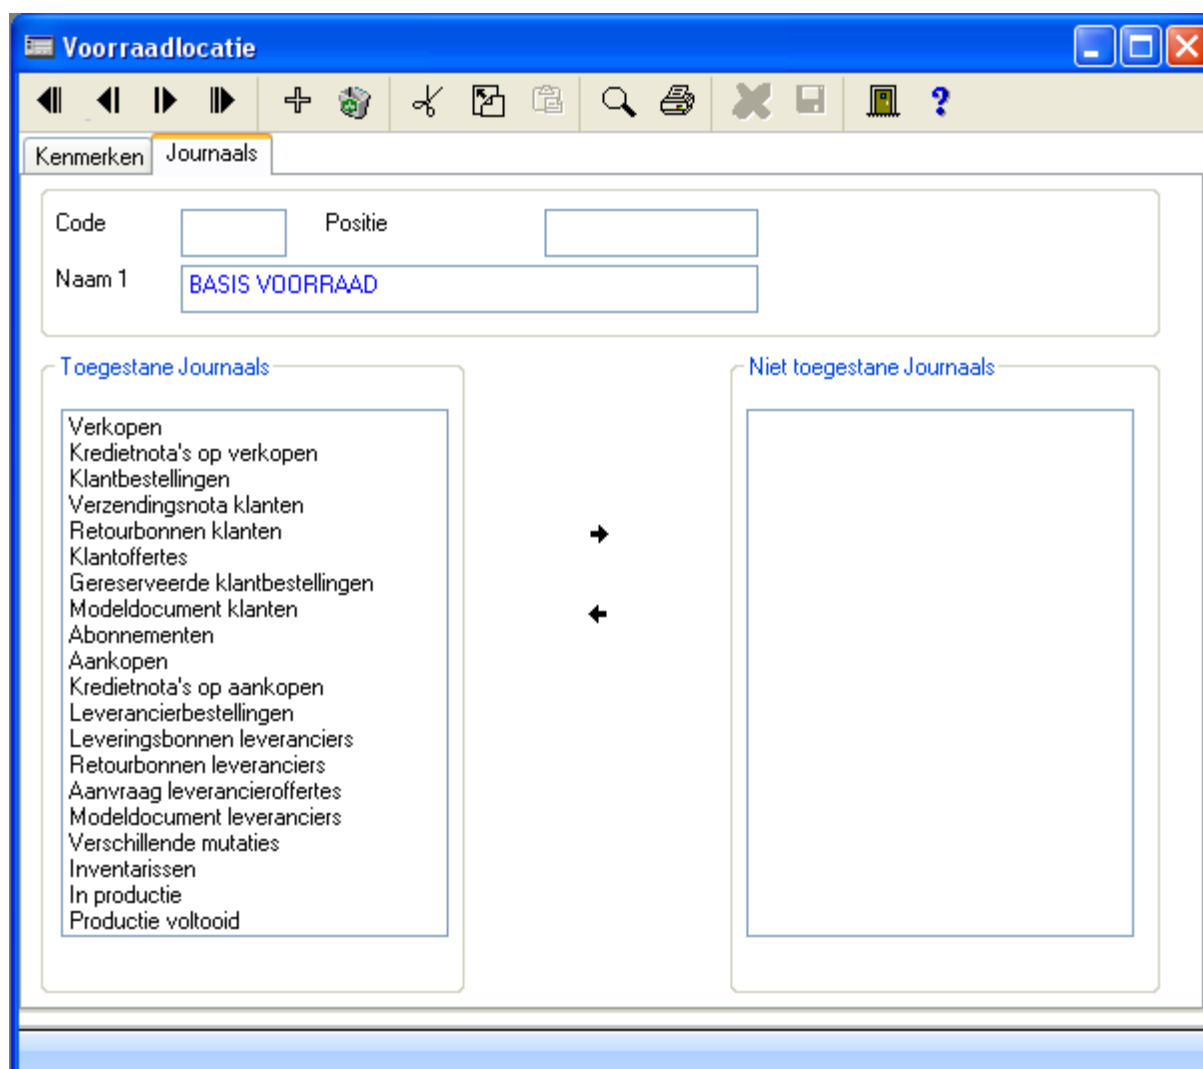 Voorraadlocatie
?
Kenmerken Journaals
Code Positie
Naam 1 BASIS VOORRAAD
Toegestane Journaals Niet toegestane Journaals
Verkopen
Kredietnota's op verkopen
Klantbestellingen
Verzendingsnota klanten
Retourbonnen klanten
Klantoffertes
Gereserveerde klantbestellingen
Modeldocument klanten
Abonnementen
Aankopen
Kredietnota's op aankopen
Leverancierbestellingen
Leveringsbonnen leveranciers
Retourbonnen leveranciers
Aanvraag leverancieroffertes
Modeldocument leveranciers
Verschillende mutaties
Inventarissen
In productie
Productie voltooid